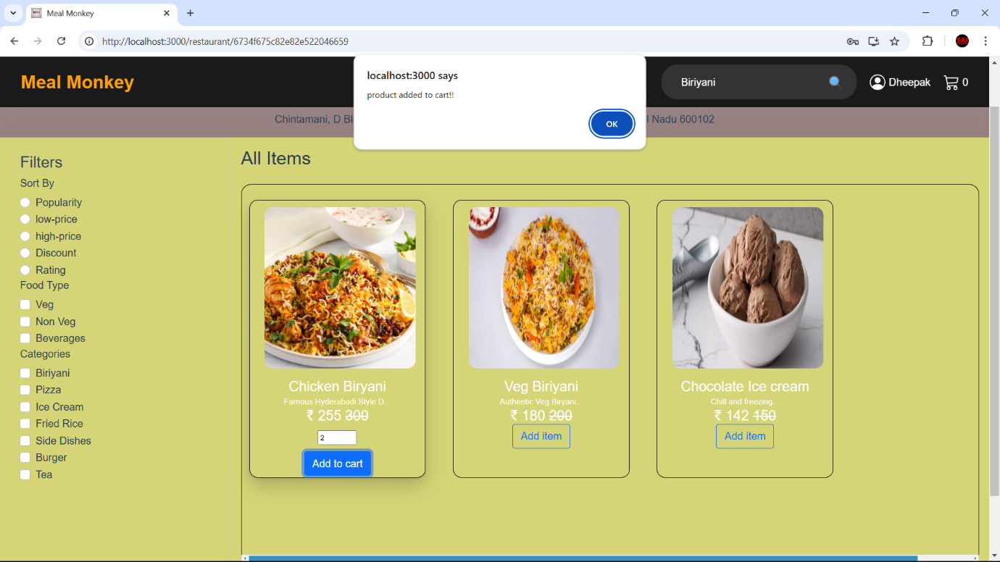 Meal Monkey
http://localhost:3000/restaurant/6734f675c82e82e522046659
localhost:3000 says
product added to cart!!
OK
Meal Monkey
Biriyani
Dheepak
0
Chintamani, D Bl
l Nadu 600102
Filters
Sort By
Popularity
low-price
high-price
Discount
Rating
Food Type
Veg
Non Veg
Beverages
Categories
Biriyani
Pizza
Ice Cream
Fried Rice
Side Dishes
Burger
Tea
All Items
Chicken Biryani
Famous Hyderabadi Style D...
₹ 255 300
2
Add to cart
Veg Biriyani
Authentic Veg Biryani...
₹ 180 200
Add item
Chocolate Ice cream
Chill and freezing...
₹ 142 150
Add item